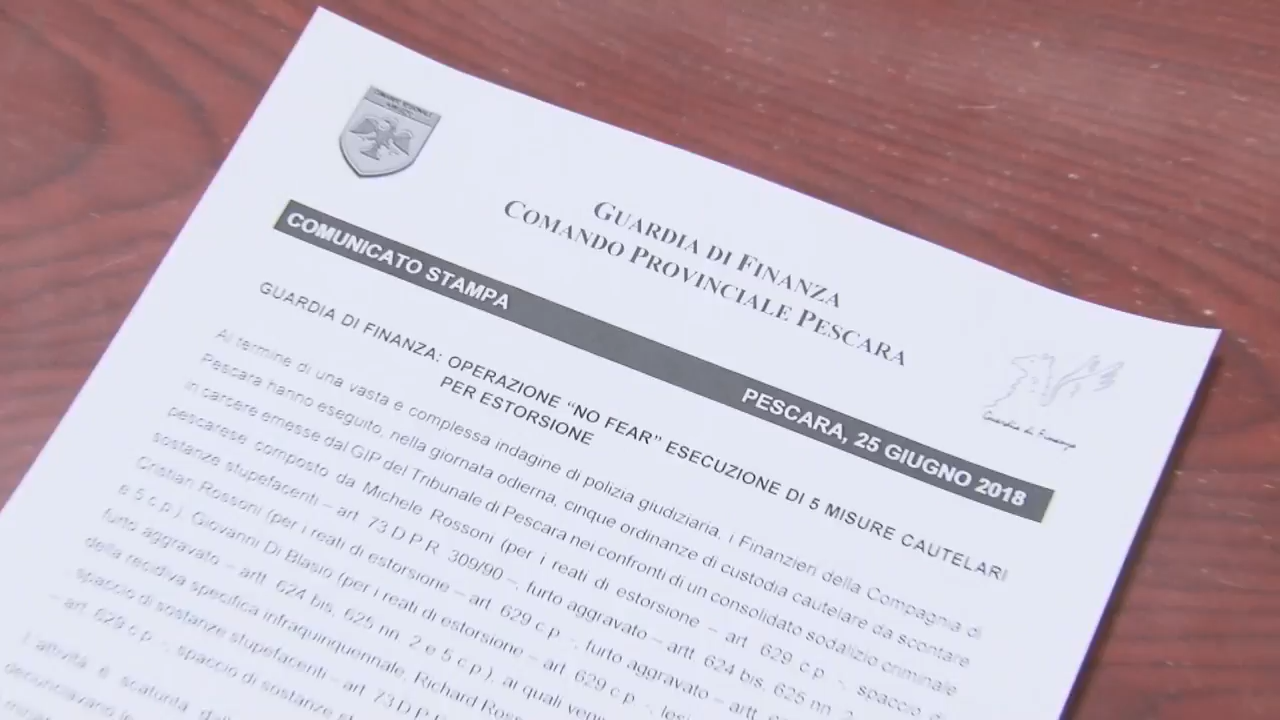 COMANDO REGIONALE
GUARDIA DI FINANZA
COMANDO PROVINCIALE PESCARA
COMUNICATO STAMPA PESCARA, 25 GIUGNO 2018
Guardia di Finanza
GUARDIA DI FINANZA: OPERAZIONE “NO FEAR” ESECUZIONE DI 5 MISURE CAUTELARI
PER ESTORSIONE
Al termine di una vasta e complessa indagine di polizia giudiziaria, i Finanzieri della Compagnia di
Pescara hanno eseguito, nella giornata odierna, cinque ordinanze di custodia cautelare da scontare
in carcere emesse dal GIP del Tribunale di Pescara nei confronti di un consolidato sodalizio criminale
pescarese composto da Michele Rossoni (per i reati di estorsione – art. 629 c.p. -, spaccio di
sostanze stupefacenti – art. 73 D.P.R. 309/90 –, furto aggravato – artt. 624 bis, 625 nn. 2
e 5 c.p.), Cristian Rossoni (per i reati di estorsione – art. 629 c.p. -, furto aggravato – artt.
furto aggravato – artt. 624 bis, 625 nn. 2 e 5 c.p.), Giovanni Di Blasio (per i reati di estorsione – art. 629 c.p. -,
della recidiva specifica infraquinquennale, Richard
spaccio di sostanze stupefacenti – art. 73 D.P.R.
– art. 629 c.p. -, spaccio di sostanze
L'attività è scaturita